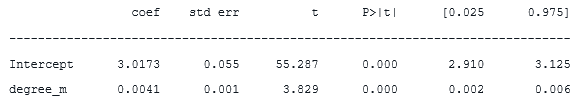 coef std err t P>|t| [0.025 0.975]
Intercept 3.0173 0.055 55.287 0.000 2.910 3.125
degree_m 0.0041 0.001 3.829 0.000 0.002 0.006